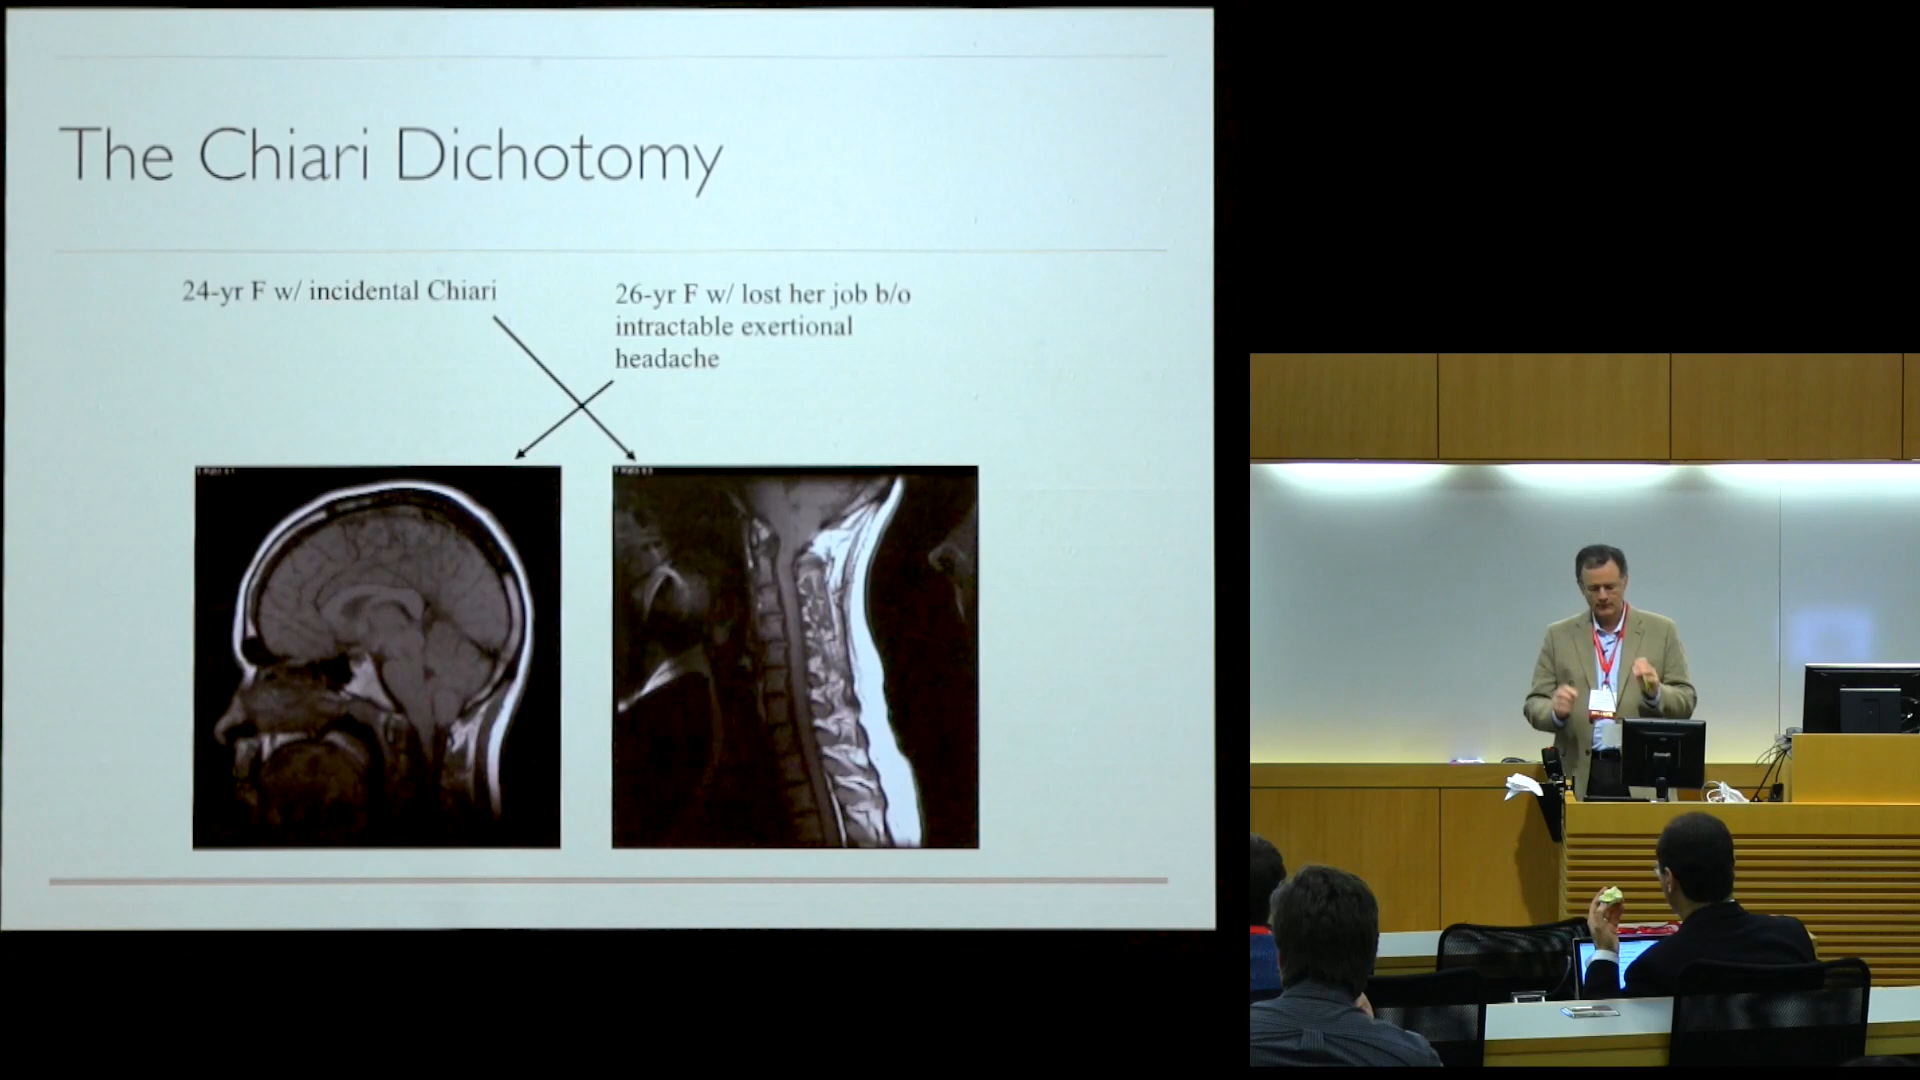 The Chiari Dichotomy
24-yr F w/ incidental Chiari
26-yr F w/ lost her job b/o
intractable exertional
headache